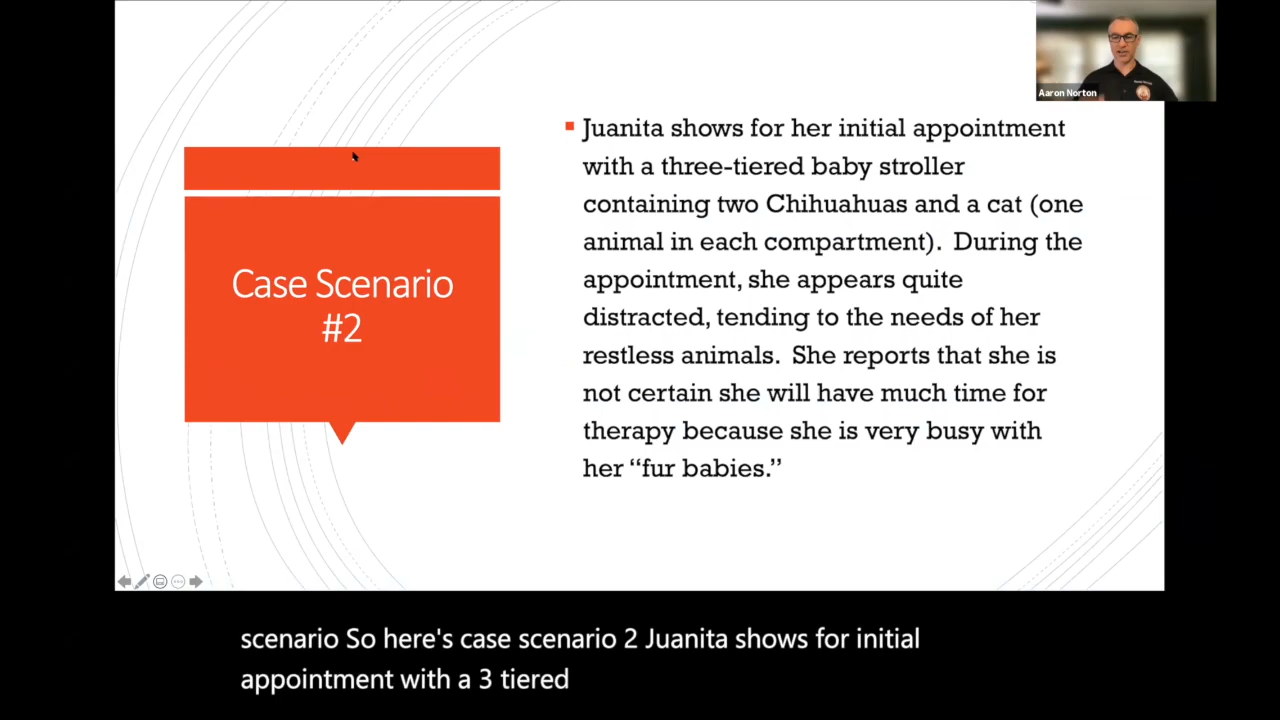 Aaron Norton
Case Scenario
#2
Juanita shows for her initial appointment
with a three-tiered baby stroller
containing two Chihuahuas and a cat (one
animal in each compartment).  During the
appointment, she appears quite
distracted, tending to the needs of her
restless animals.  She reports that she is
not certain she will have much time for
therapy because she is very busy with
her “fur babies.”
scenario So here's case scenario 2 Juanita shows for initial
appointment with a 3 tiered